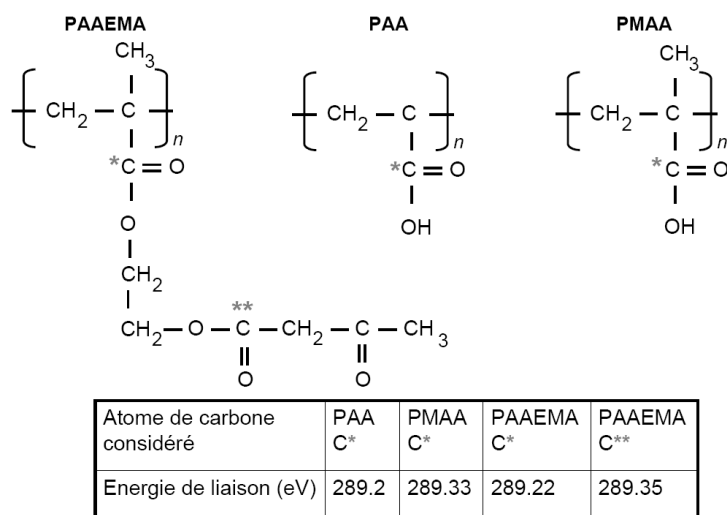 PAAEMA
PAA
PMAA
CH3
CH2 C n
*C = O
O
CH2
CH2 O C** CH2 C CH3
O O
CH2 C n
*C = O
OH
CH3
CH2 C n
*C = O
OH
Atome de carbone considéré PAA C* PMAA C* PAAEMA C* PAAEMA C**
Energie de liaison (eV) 289.2 289.33 289.22 289.35